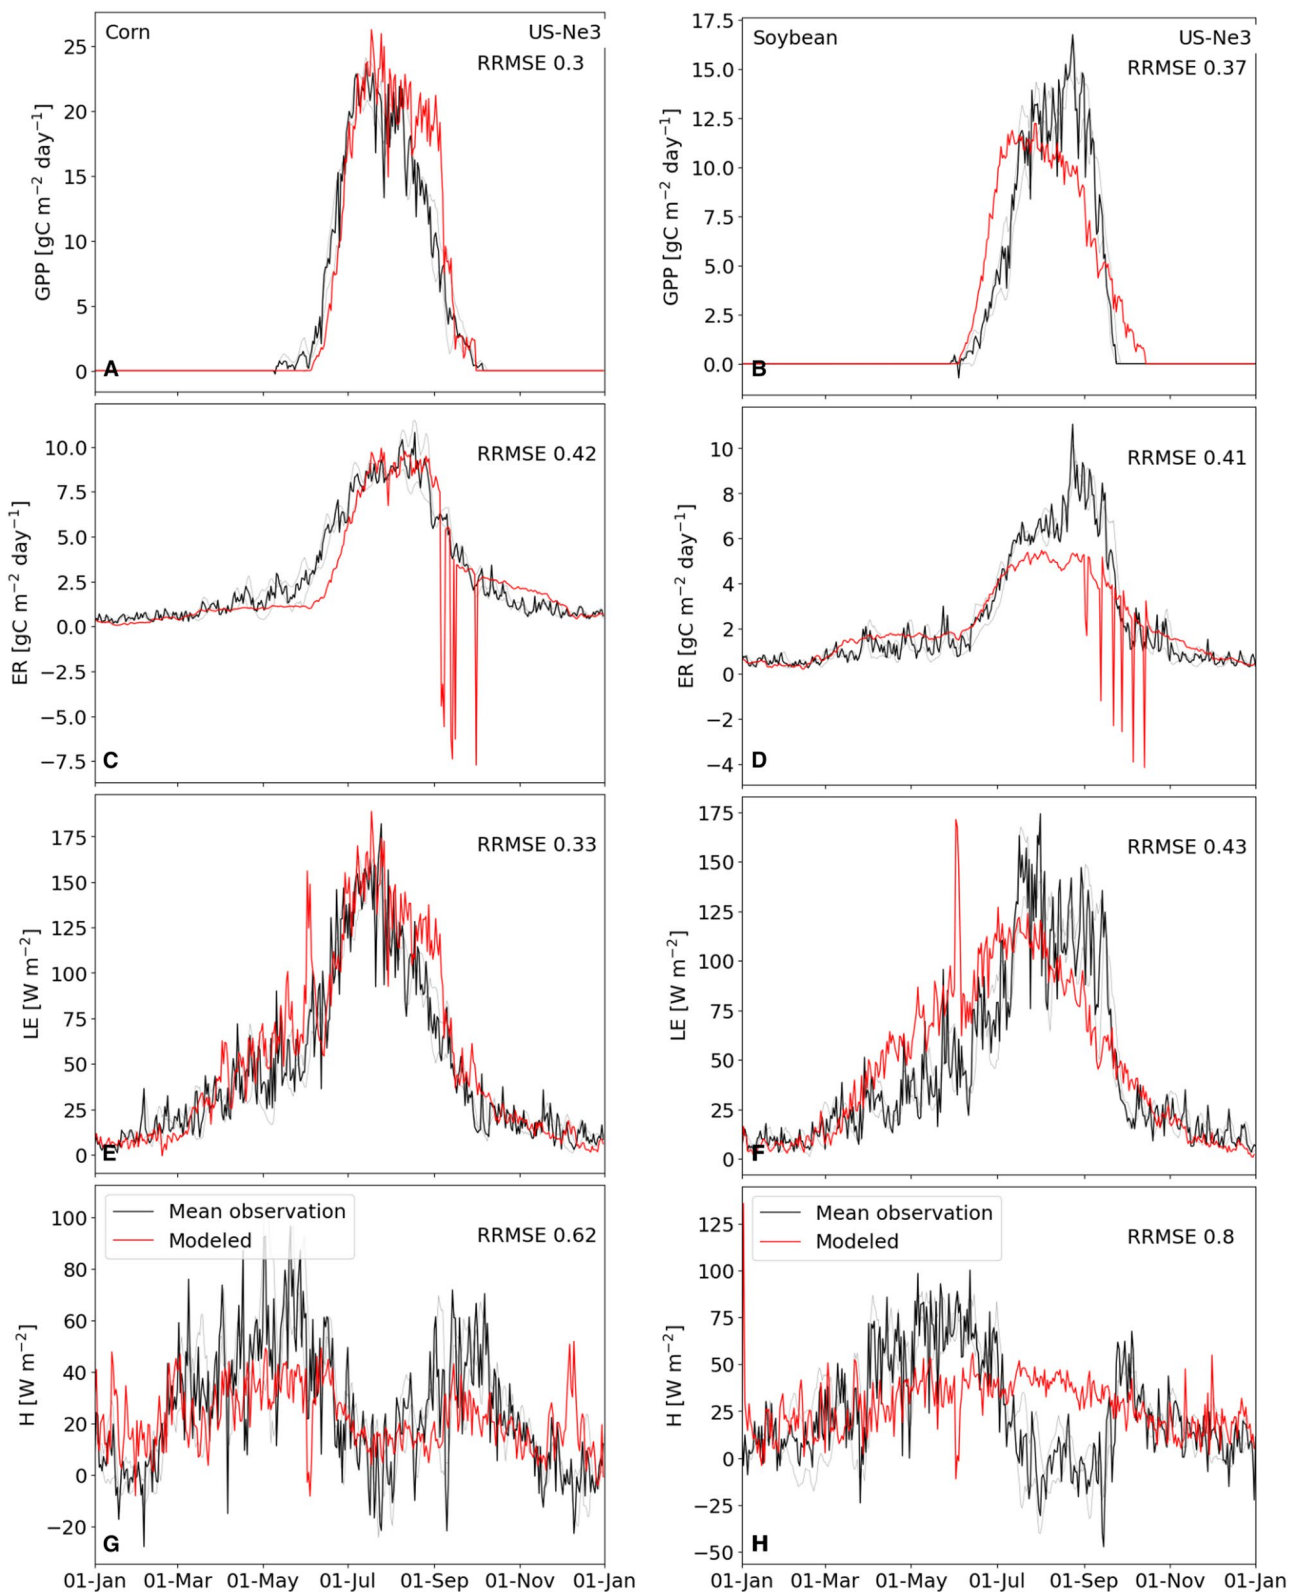 Corn US-Ne3
RRMSE 0.3
GPP [gC m−2 day−1]
25
20
15
10
5
0
A
Soybean US-Ne3
RRMSE 0.37
GPP [gC m−2 day−1]
17.5
15.0
12.5
10.0
7.5
5.0
2.5
0.0
B
RRMSE 0.42
ER [gC m−2 day−1]
10.0
7.5
5.0
2.5
0.0
−2.5
−5.0
−7.5
C
RRMSE 0.41
ER [gC m−2 day−1]
10
8
6
4
2
0
−2
−4
D
RRMSE 0.33
LE [W m−2]
175
150
125
100
75
50
25
0
E
RRMSE 0.43
LE [W m−2]
175
150
125
100
75
50
25
0
F
Mean observation
Modeled
RRMSE 0.62
H [W m−2]
100
80
60
40
20
0
−20
G
01-Jan 01-Mar 01-May 01-Jul 01-Sep 01-Nov 01-Jan
Mean observation
Modeled
RRMSE 0.8
H [W m−2]
125
100
75
50
25
0
−25
−50
H
01-Jan 01-Mar 01-May 01-Jul 01-Sep 01-Nov 01-Jan